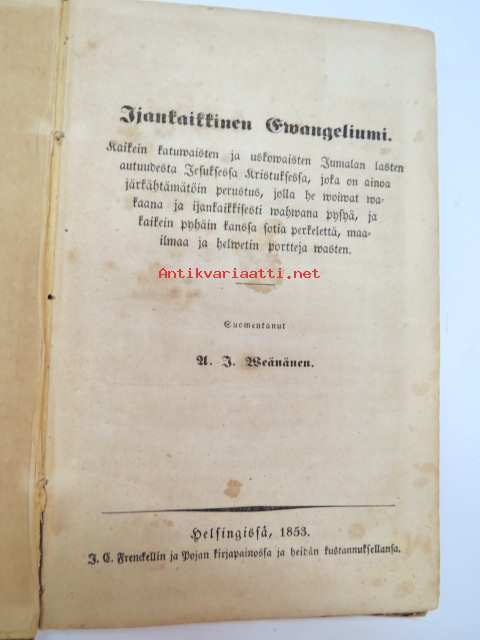 Ijankaikkinen Ewangeliumi.
Kaikein katuwaisten ja uskowaisten Jumalan lasten
autuudesta Jesuksessa Kristuksessa, joka on ainoa
järkähtämätöin perustus, jolla he woiwat wa-
kaana ja ijankaikkisesti wahwana pysyä, ja
kaikein pyhäin kanssa sotia perkelettä, maa-
ilmaa ja helwetin portteja wasten.
Antikvariaatti.net
Suomentanut
A. J. Weänänen.
Helsingissä, 1853.
J. C. Frenckellin ja Pojan kirjapainossa ja heidän kustannuksellansa.